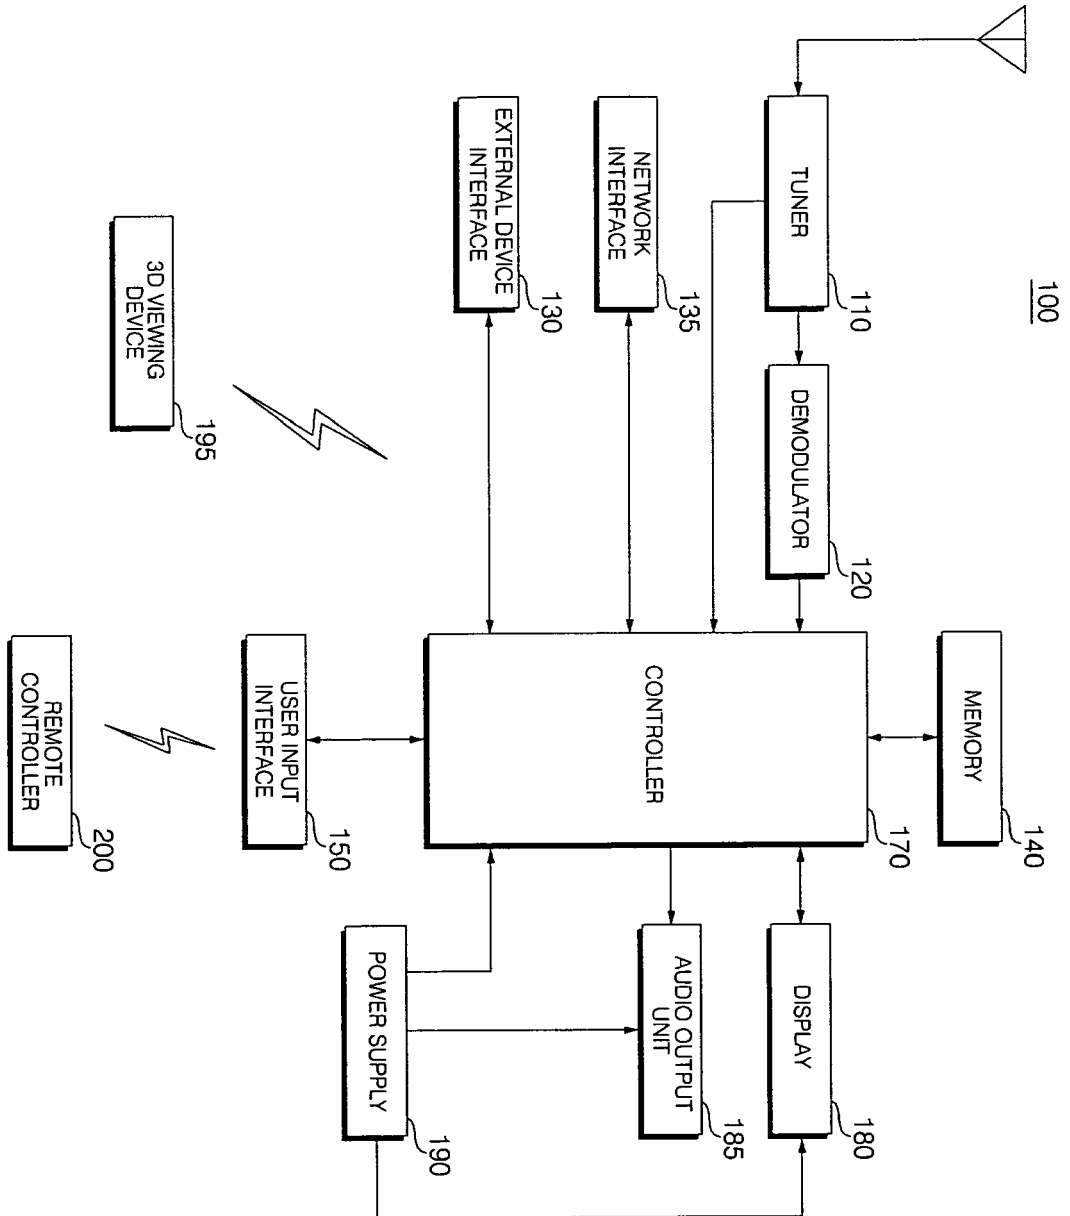 100
MEMORY
140
TUNER
110
DEMODULATOR
120
CONTROLLER
170
DISPLAY
180
NETWORK
INTERFACE
135
AUDIO OUTPUT
UNIT
185
EXTERNAL DEVICE
INTERFACE
130
POWER SUPPLY
190
USER INPUT
INTERFACE
150
3D VIEWING
DEVICE
195
REMOTE
CONTROLLER
200